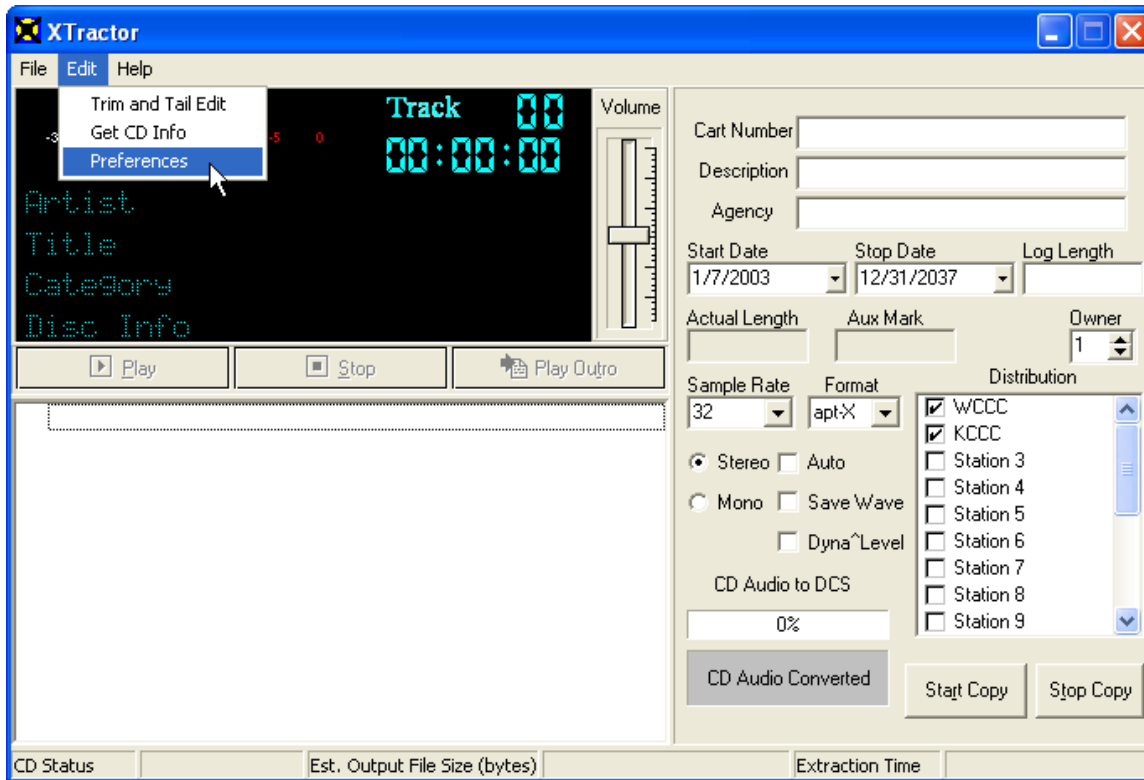 XTractor
File Edit Help
Trim and Tail Edit
Get CD Info
Preferences
-5 0
Track 00
00:00:00
Artist
Title
Category
Disc Info
Volume
Play Stop Play Outro
Cart Number
Description
Agency
Start Date Stop Date Log Length
1/7/2003 12/31/2037
Actual Length Aux Mark Owner
1
Sample Rate Format Distribution
32 apt-X
Stereo Auto
Mono Save Wave
Dyna^Level
WCCC
KCCC
Station 3
Station 4
Station 5
Station 6
Station 7
Station 8
Station 9
CD Audio to DCS
0%
CD Audio Converted
Start Copy Stop Copy
CD Status Est. Output File Size (bytes) Extraction Time